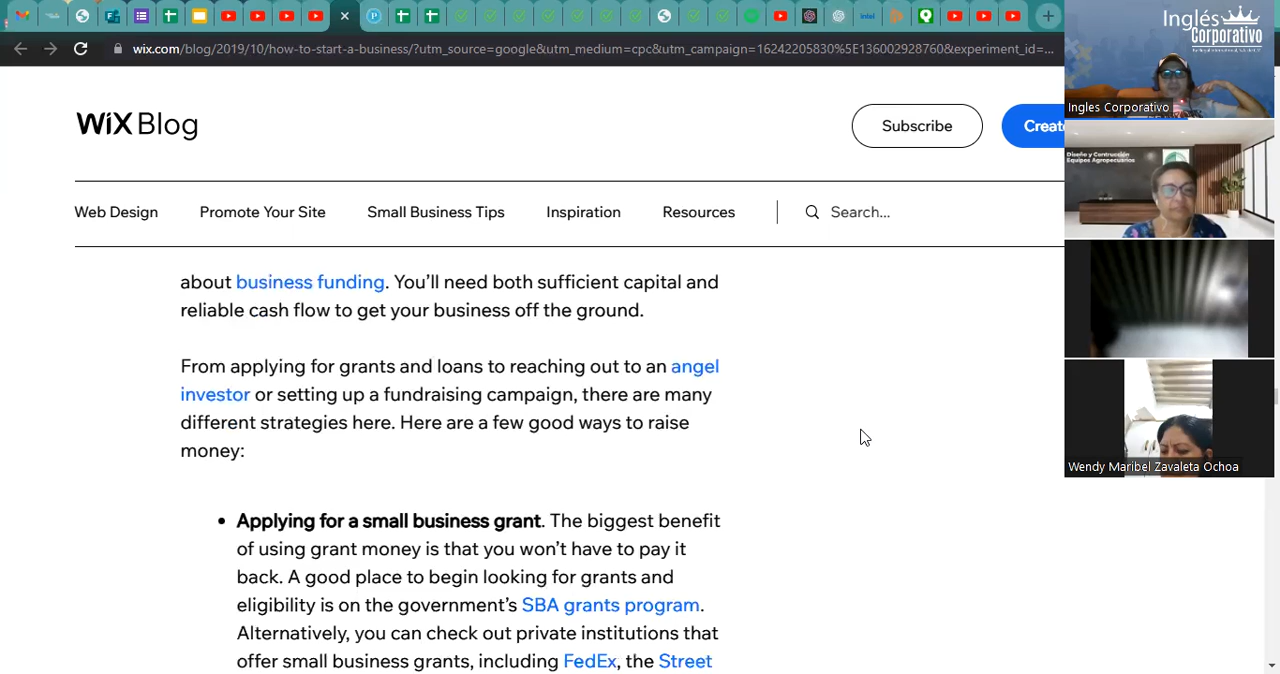 wix.com/blog/2019/10/how-to-start-a-business/?utm_source=google&utm_medium=cpc&utm_campaign=16242205830%5E136002928760&experiment_id=...
WiX Blog
Subscribe
Create
Web Design
Promote Your Site
Small Business Tips
Inspiration
Resources
Search...
about business funding. You’ll need both sufficient capital and
reliable cash flow to get your business off the ground.
From applying for grants and loans to reaching out to an angel
investor or setting up a fundraising campaign, there are many
different strategies here. Here are a few good ways to raise
money:
• Applying for a small business grant. The biggest benefit
of using grant money is that you won’t have to pay it
back. A good place to begin looking for grants and
eligibility is on the government’s SBA grants program.
Alternatively, you can check out private institutions that
offer small business grants, including FedEx, the Street
Inglés
Corporativo
Ingles Corporativo
Diseño y Contrucción
Equipos Agropecuarios
Wendy Maribel Zavaleta Ochoa